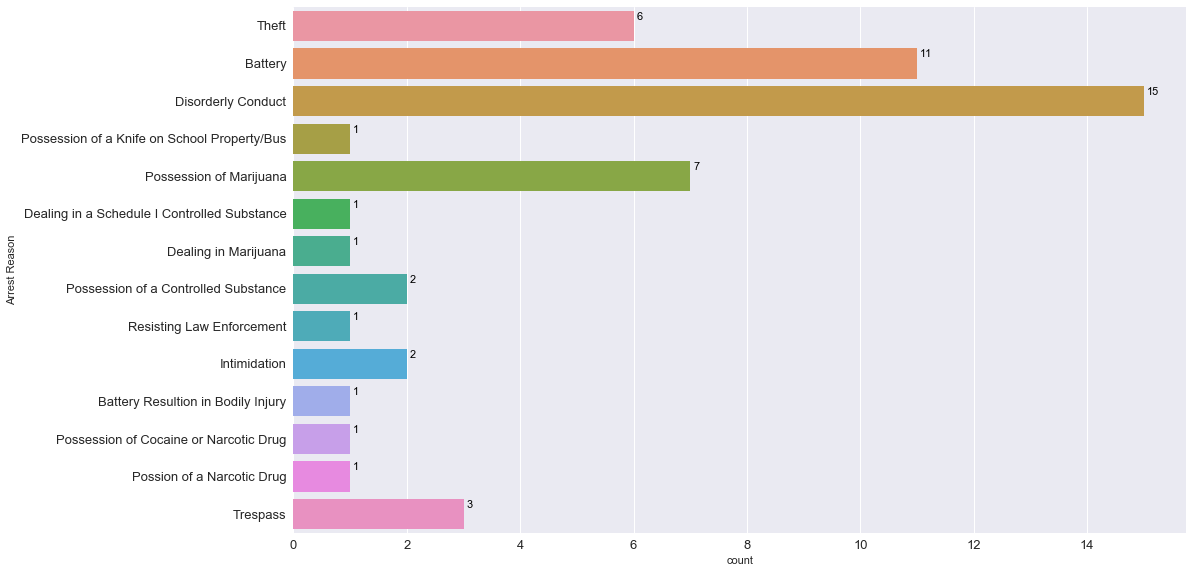 Theft
6
Battery
11
Disorderly Conduct
15
Possession of a Knife on School Property/Bus
1
Possession of Marijuana
7
Dealing in a Schedule I Controlled Substance
1
Dealing in Marijuana
1
Possession of a Controlled Substance
2
Resisting Law Enforcement
1
Intimidation
2
Battery Resultion in Bodily Injury
1
Possession of Cocaine or Narcotic Drug
1
Possion of a Narcotic Drug
1
Trespass
3
Arrest Reason
0 2 4 6 8 10 12 14
count